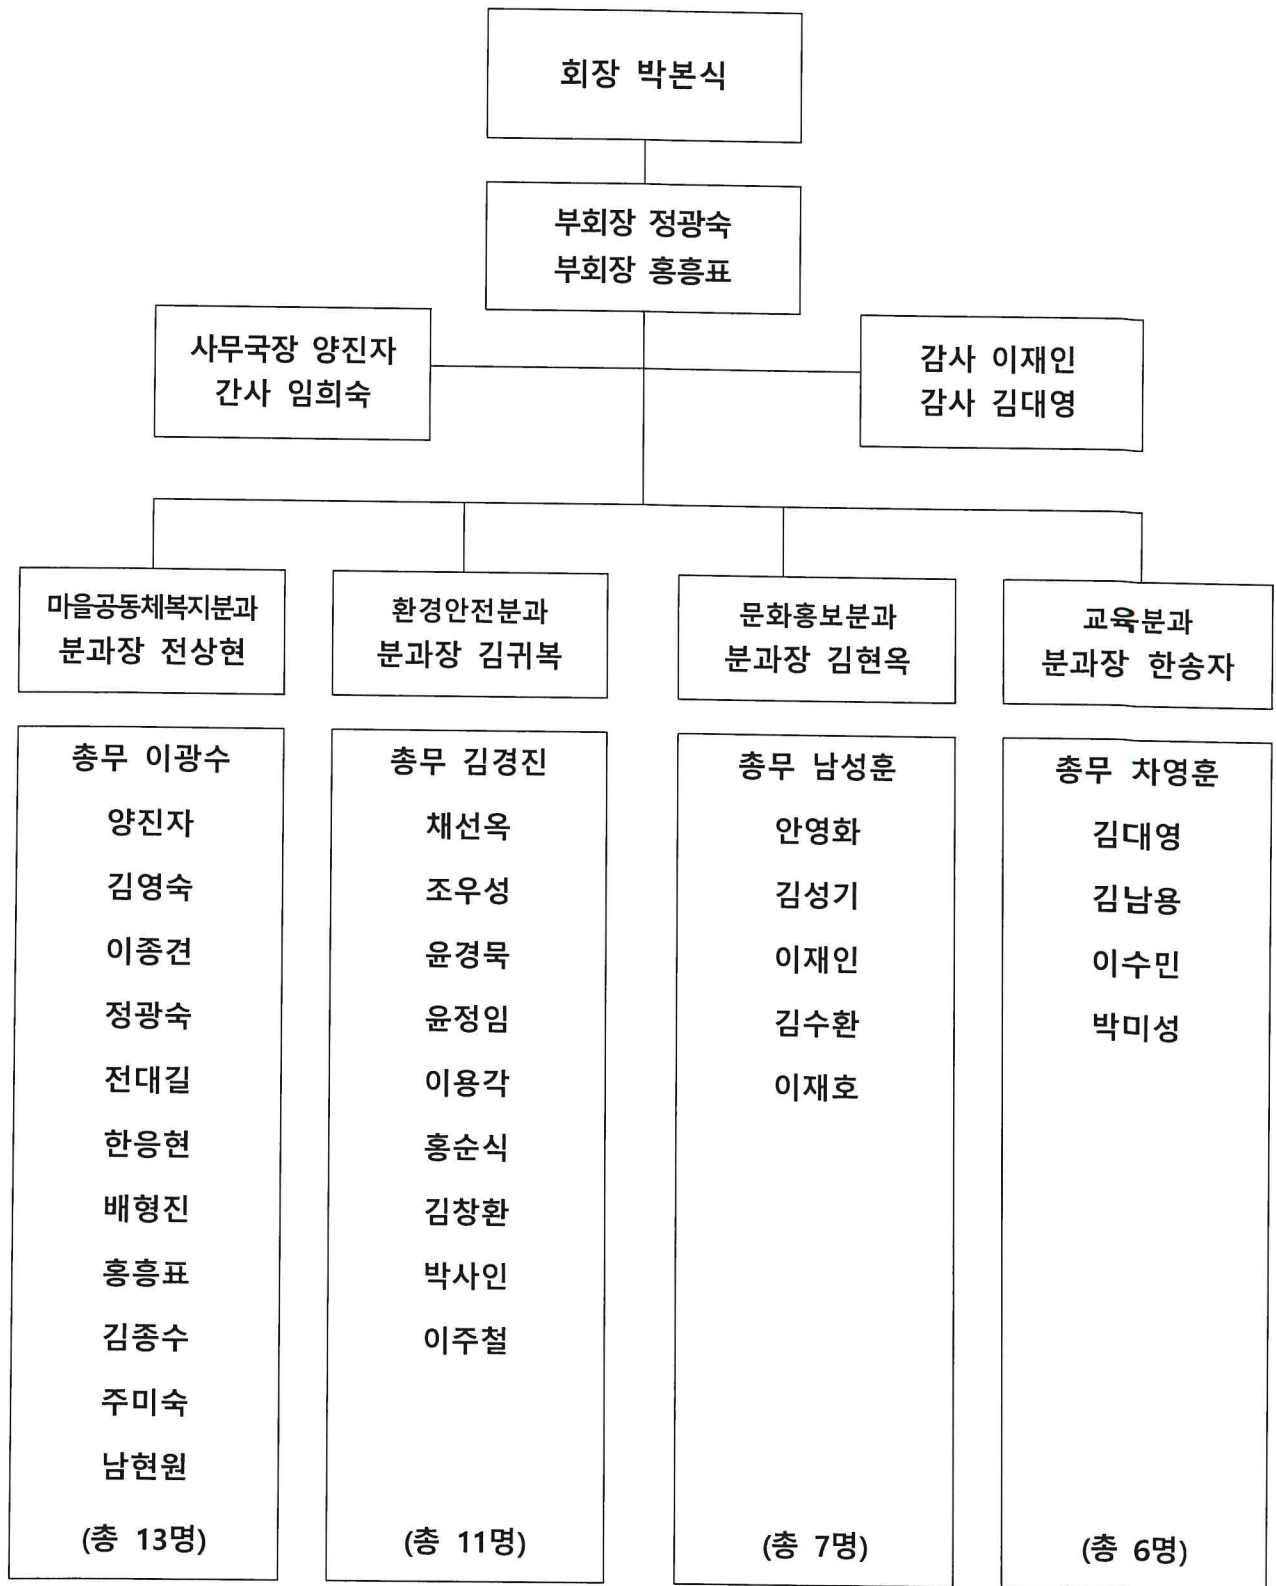 회장 박본식
부회장 정광숙
부회장 홍흥표
사무국장 양진자
간사 임희숙
감사 이재인
감사 김대영
마을공동체복지분과
분과장 전상현
환경안전분과
분과장 김귀복
문화홍보분과
분과장 김현옥
교육분과
분과장 한송자
총무 이광수
양진자
김영숙
이종견
정광숙
전대길
한응현
배형진
홍흥표
김종수
주미숙
남현원
(총 13명)
총무 김경진
채선옥
조우성
윤경묵
윤정임
이용각
홍순식
김창환
박사인
이주철
(총 11명)
총무 남성훈
안영화
김성기
이재인
김수환
이재호
(총 7명)
총무 차영훈
김대영
김남용
이수민
박미성
(총 6명)